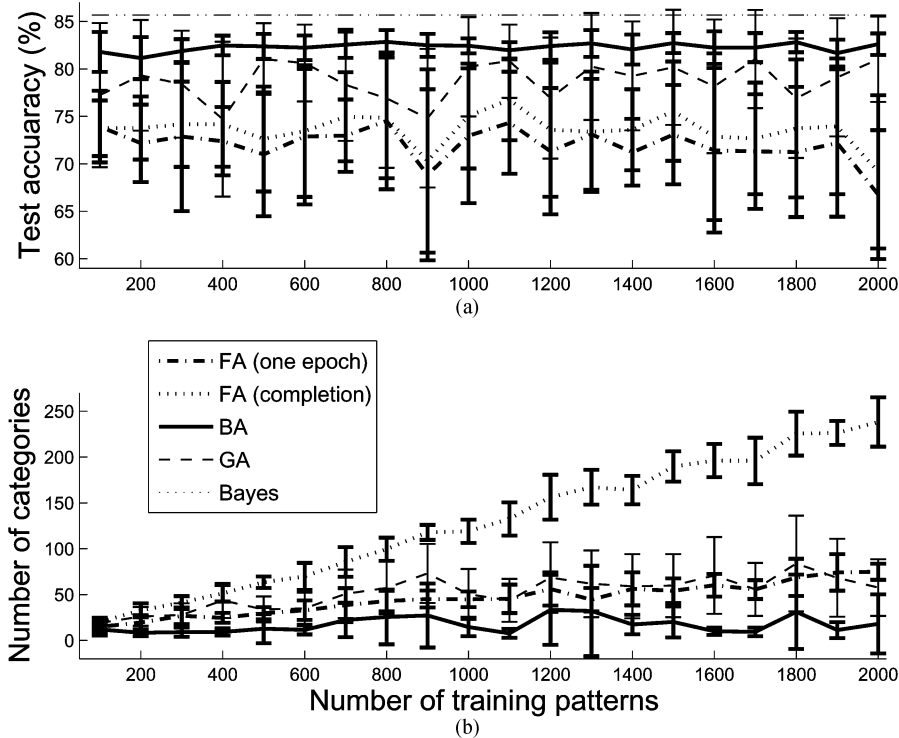 Test accuaracy (%)
85
80
75
70
65
60
200 400 600 800 1000 1200 1400 1600 1800 2000
(a)
FA (one epoch)
FA (completion)
BA
GA
Bayes
Number of categories
250
200
150
100
50
0
200 400 600 800 1000 1200 1400 1600 1800 2000
Number of training patterns
(b)